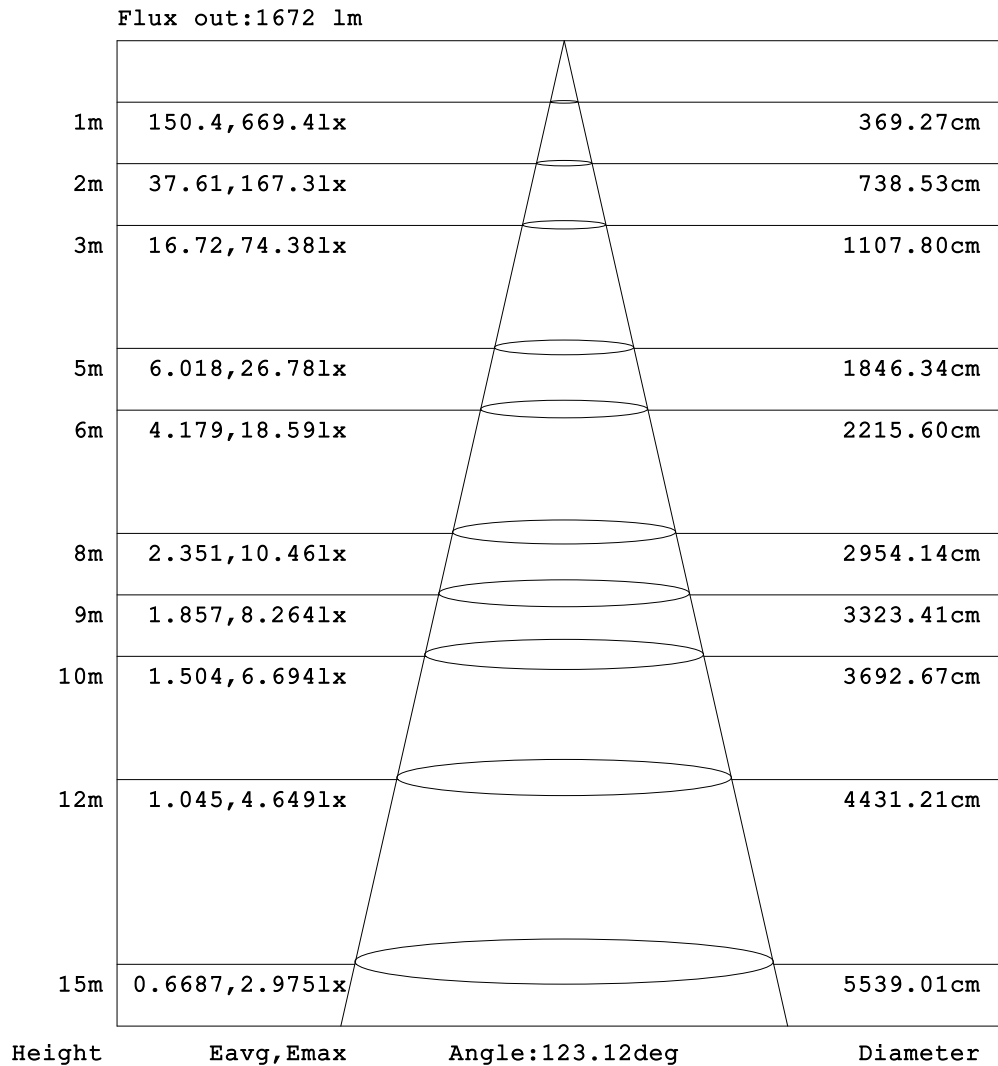 Flux out:1672 lm
1m 150.4,669.4lx 369.27cm
2m 37.61,167.3lx 738.53cm
3m 16.72,74.38lx 1107.80cm
5m 6.018,26.78lx 1846.34cm
6m 4.179,18.59lx 2215.60cm
8m 2.351,10.46lx 2954.14cm
9m 1.857,8.264lx 3323.41cm
10m 1.504,6.694lx 3692.67cm
12m 1.045,4.649lx 4431.21cm
15m 0.6687,2.975lx 5539.01cm
Height Eavg,Emax Angle:123.12deg Diameter